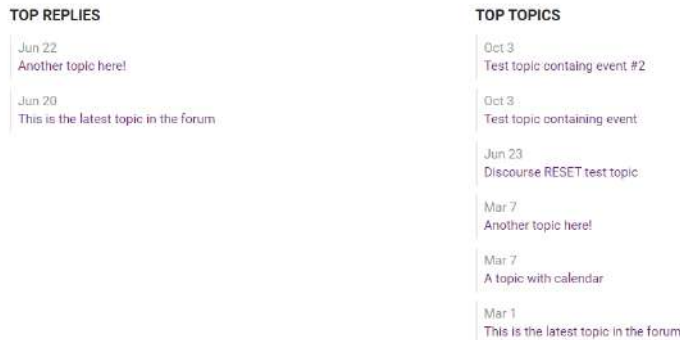 TOP REPLIES
Jun 22
Another topic here!
Jun 20
This is the latest topic in the forum
TOP TOPICS
Oct 3
Test topic containg event #2
Oct 3
Test topic containing event
Jun 23
Discourse RESET test topic
Mar 7
Another topic here!
Mar 7
A topic with calendar
Mar 1
This is the latest topic in the forum